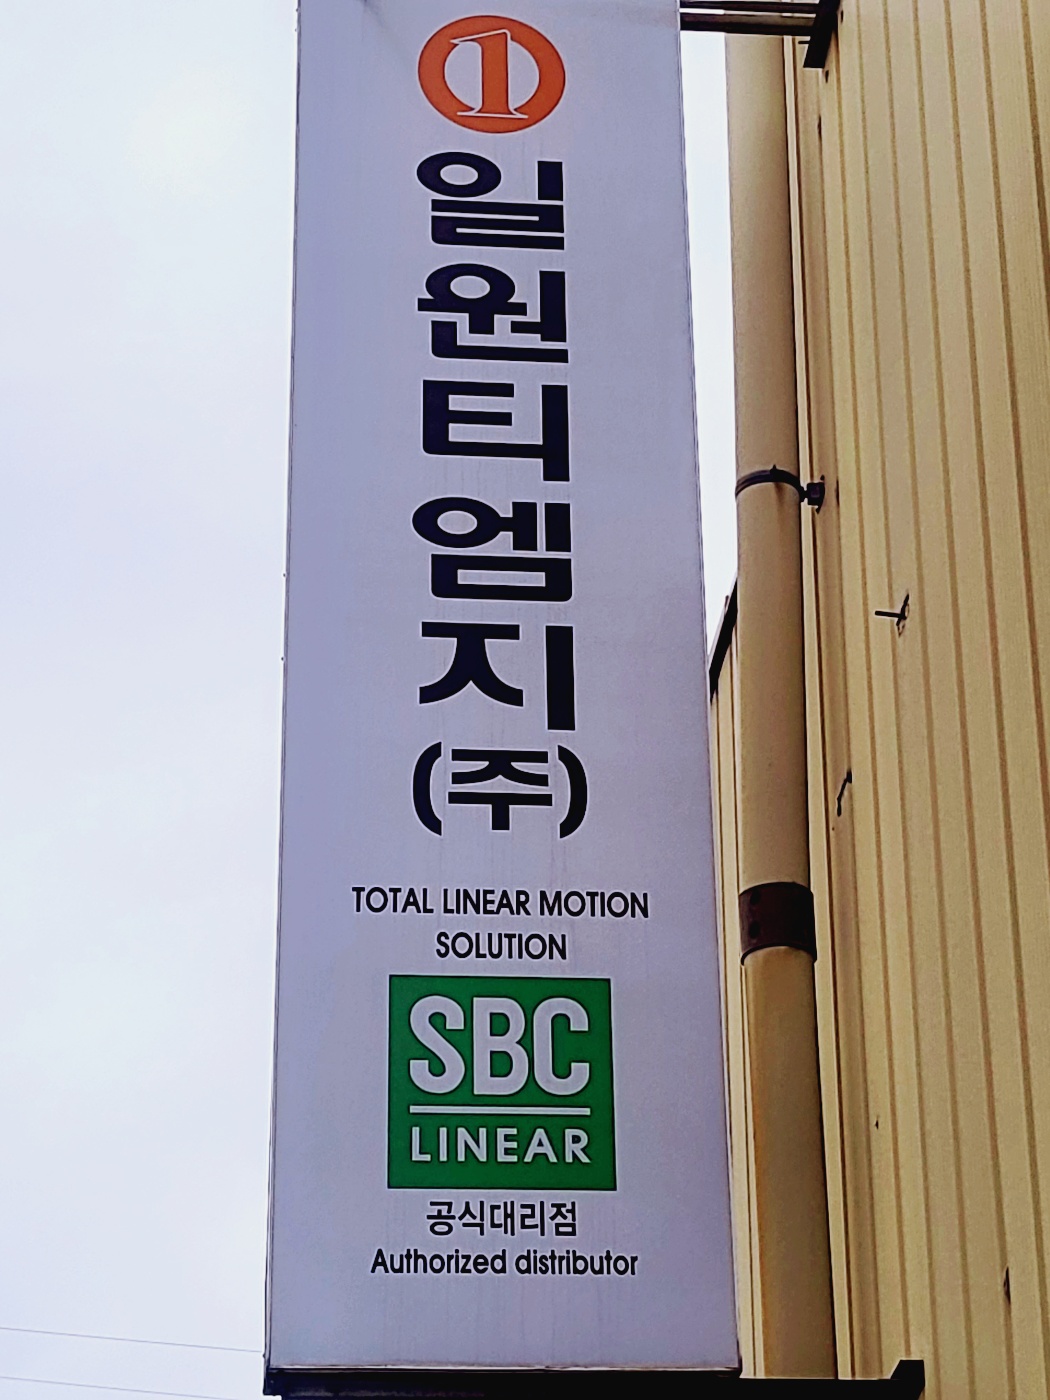 1
일원티엠지
(주)
TOTAL LINEAR MOTION
SOLUTION
SBC
LINEAR
공식대리점
Authorized distributor